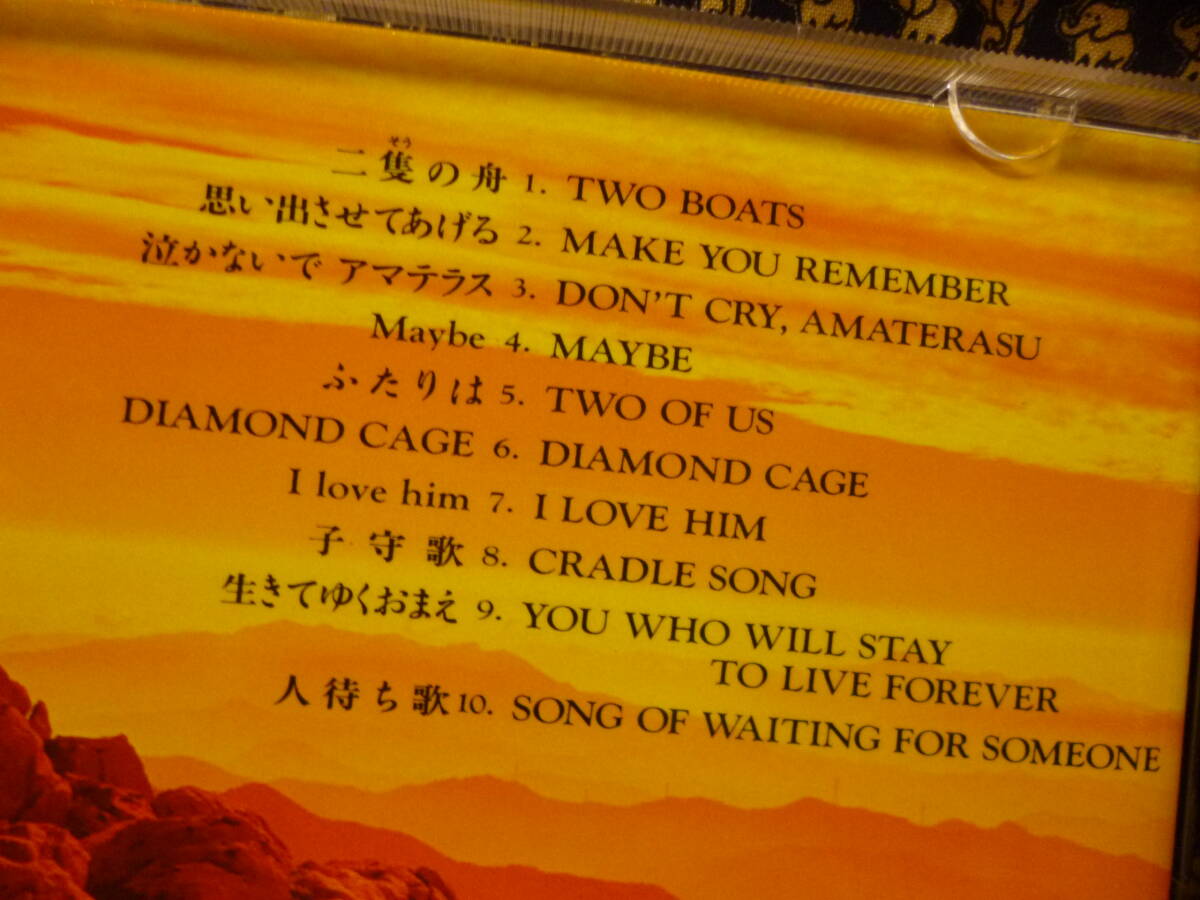 そう
二隻の舟 1. TWO BOATS
思い出させてあげる 2. MAKE YOU REMEMBER
泣かないで アマテラス 3. DON'T CRY, AMATERASU
Maybe 4. MAYBE
ふたりは 5. TWO OF US
DIAMOND CAGE 6. DIAMOND CAGE
I love him 7. I LOVE HIM
子守歌 8. CRADLE SONG
生きてゆくおまえ 9. YOU WHO WILL STAY
TO LIVE FOREVER
人待ち歌 10. SONG OF WAITING FOR SOMEONE